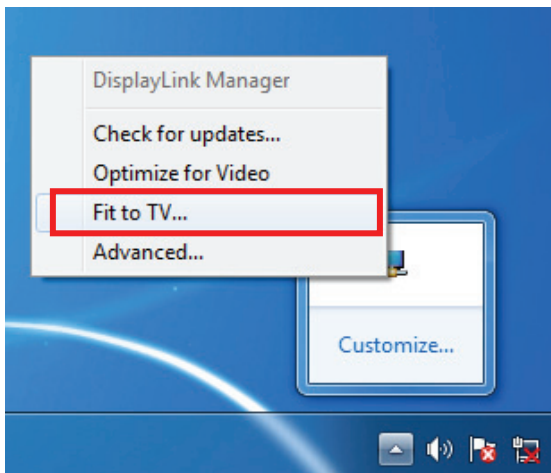 DisplayLink Manager
Check for updates...
Optimize for Video
Fit to TV...
Advanced...
Customize...